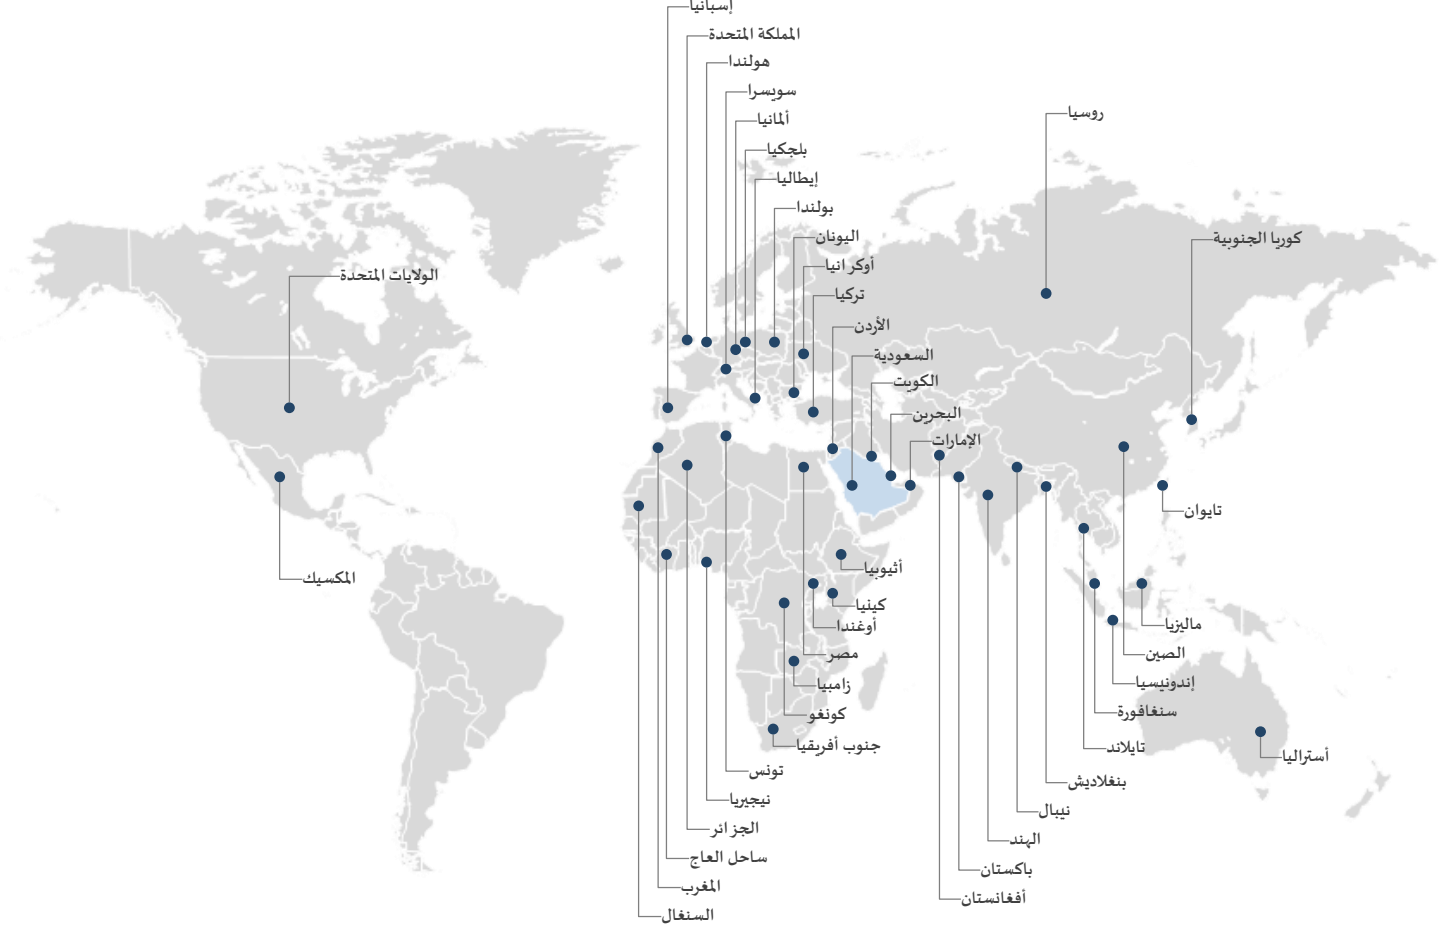 إسبانيا
المملكة المتحدة
هولندا
سويسرا
روسيا
ألمانيا
بلجكيا
إيطاليا
بولندا
اليونان
كوريا الجنوبية
أوكرانيا
الولايات المتحدة
تركيا
الأردن
السعودية
الكويت
البحرين
الإمارات
تايوان
أثيوبيا
المكسيك
كينيا
ماليزيا
أوغندا
الصين
مصر
إندونيسيا
زامبيا
سنغافورة
كونغو
تايلاند
جنوب أفريقيا
أستراليا
تونس
بنغلاديش
نيجيريا
نيبال
الجزائر
الهند
ساحل العاج
باكستان
المغرب
أفغانستان
السنغال